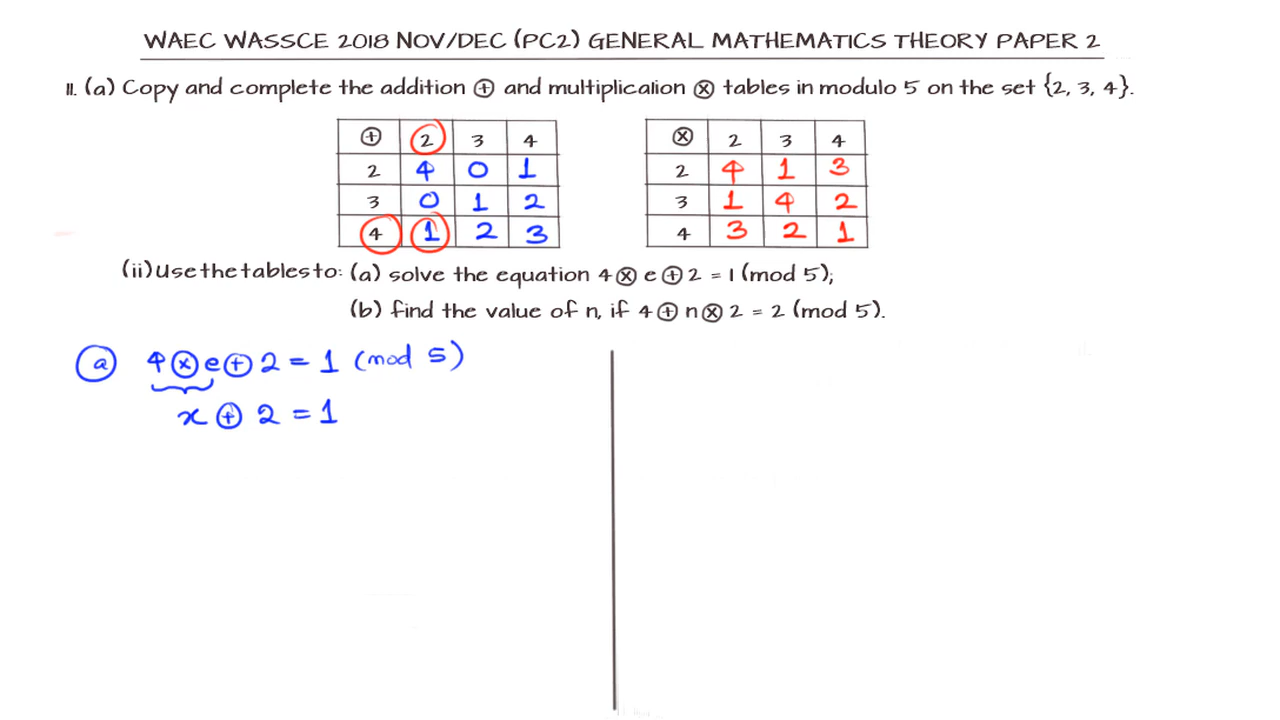 WAEC WASSCE 2018 NOV/DEC (PC2) GENERAL MATHEMATICS THEORY PAPER 2
11. (a) Copy and complete the addition ⊕ and multiplication ⊗ tables in modulo 5 on the set {2, 3, 4}.
⊕ 2 3 4
2 4 0 1
3 0 1 2
4 1 2 3
⊗ 2 3 4
2 4 1 3
3 1 4 2
4 3 2 1
(ii) Use the tables to: (a) solve the equation 4 ⊗ e ⊕ 2 = 1 (mod 5);
(b) find the value of n, if 4 ⊕ n ⊗ 2 = 2 (mod 5).
(a) 4 ⊗ e ⊕ 2 = 1 (mod 5)
x ⊕ 2 = 1